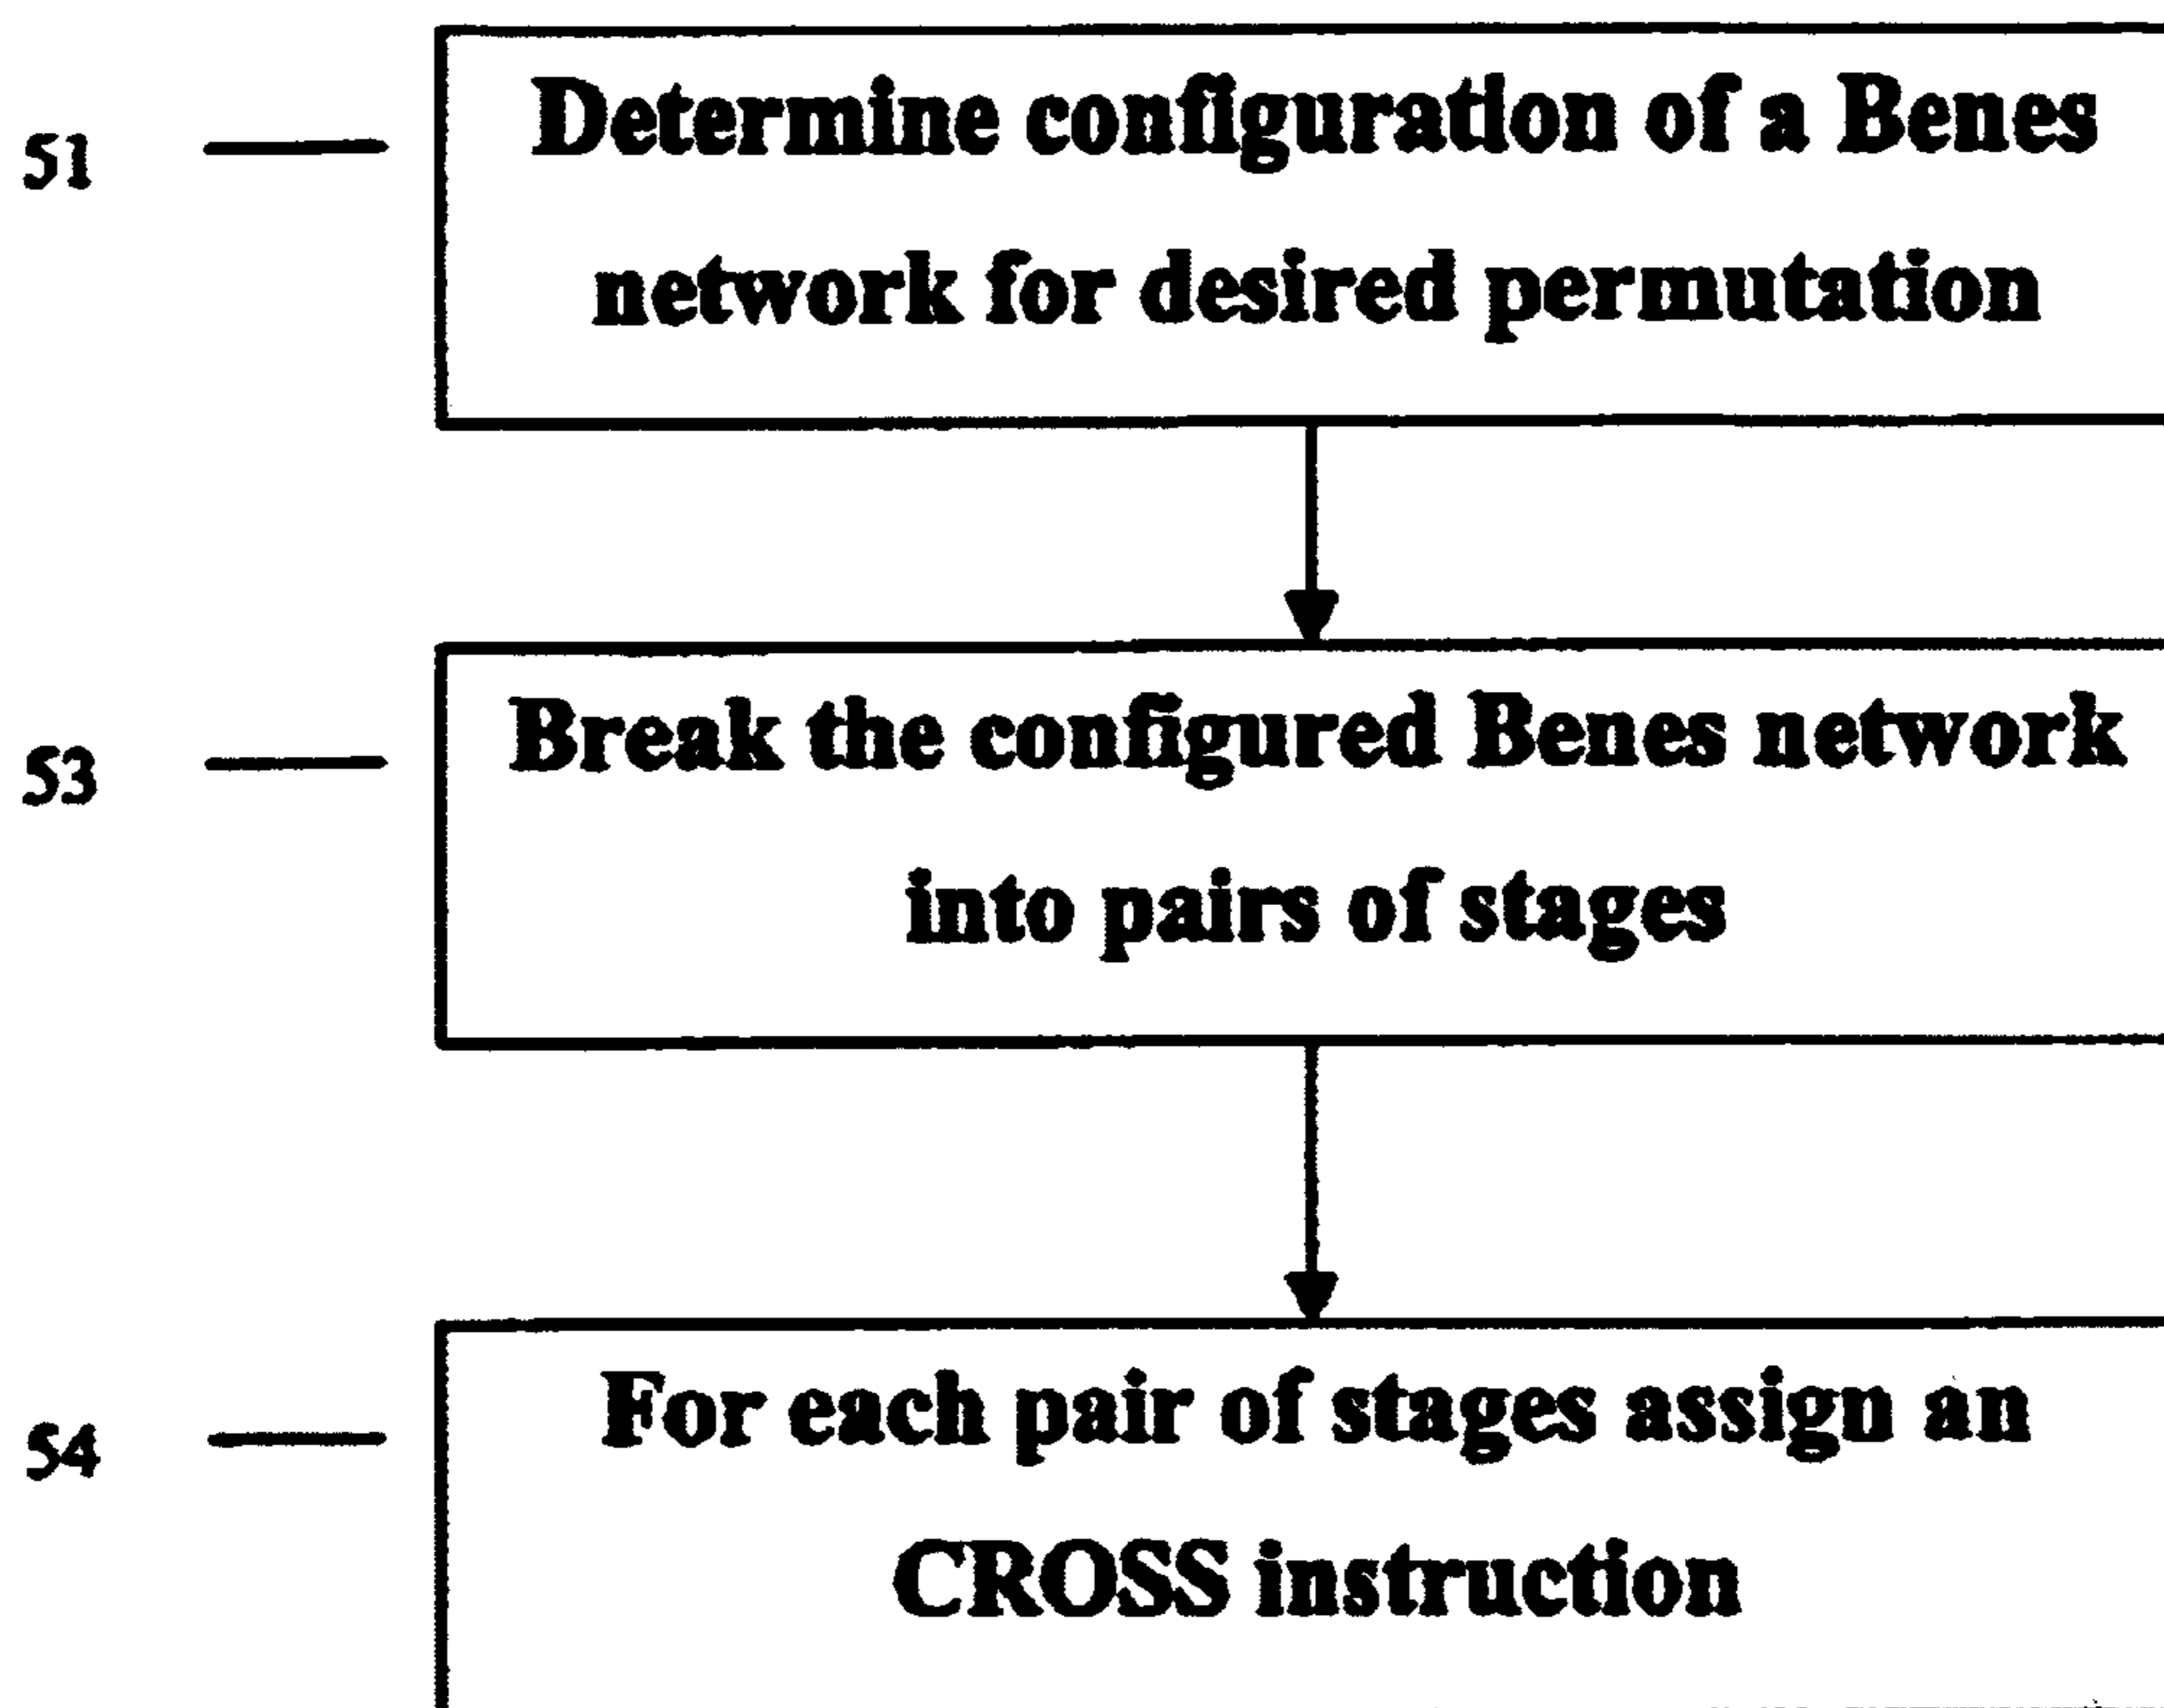 51
Determine configuration of a Benes
network for desired permutation
53
Break the configured Benes network
into pairs of stages
54
For each pair of stages assign an
CROSS instruction